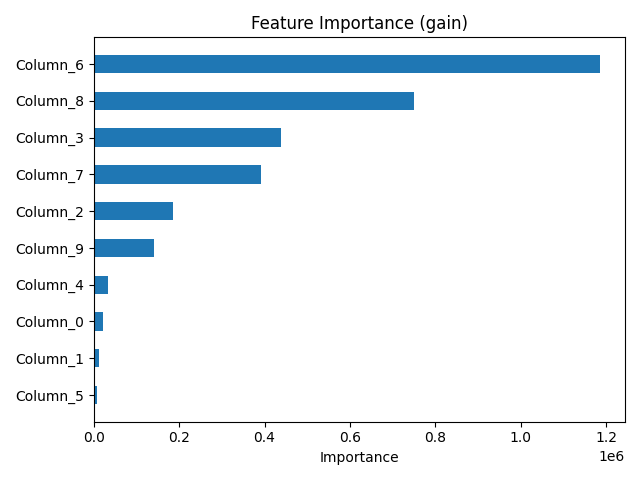 Feature Importance (gain)
Column_6
Column_8
Column_3
Column_7
Column_2
Column_9
Column_4
Column_0
Column_1
Column_5
0.0 0.2 0.4 0.6 0.8 1.0 1.2
1e6
Importance